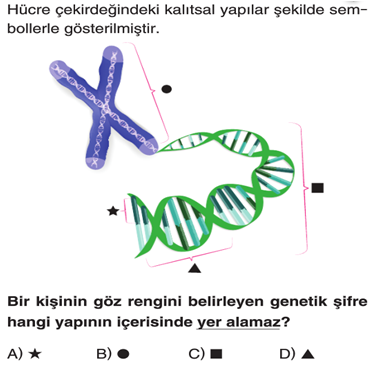 Hücre çekirdeğindeki kalıtsal yapılar şekilde sem-
bollerle gösterilmiştir.
Bir kişinin göz rengini belirleyen genetik şifre
hangi yapının içerisinde yer alamaz?
A) ★ B) ● C) ■ D) ▲